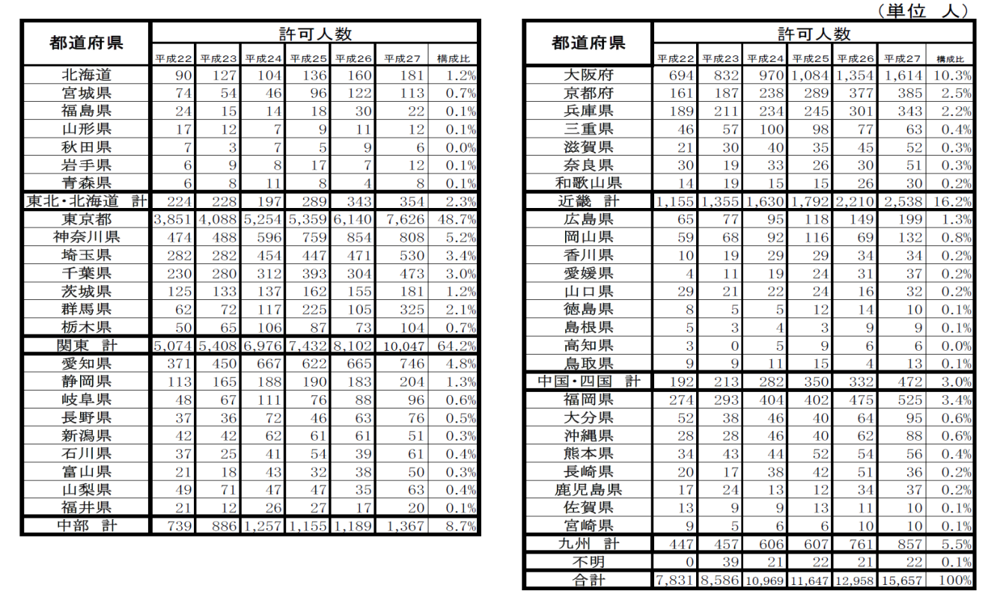 （単位　人）
都道府県 許可人数
平成22 平成23 平成24 平成25 平成26 平成27 構成比
北海道 90 127 104 136 160 181 1.2%
宮城県 74 54 46 96 122 113 0.7%
福島県 24 15 14 18 30 22 0.1%
山形県 17 12 7 9 11 12 0.1%
秋田県 7 3 7 5 9 6 0.0%
岩手県 6 9 8 17 7 12 0.1%
青森県 6 8 11 8 4 8 0.1%
東北・北海道　計 224 228 197 289 343 354 2.3%
東京都 3,851 4,088 5,254 5,359 6,140 7,626 48.7%
神奈川県 474 488 596 759 854 808 5.2%
埼玉県 282 282 454 447 471 530 3.4%
千葉県 230 280 312 393 304 473 3.0%
茨城県 125 133 137 162 155 181 1.2%
群馬県 62 72 117 225 105 325 2.1%
栃木県 50 65 106 87 73 104 0.7%
関東　計 5,074 5,408 6,976 7,432 8,102 10,047 64.2%
愛知県 371 450 667 622 665 746 4.8%
静岡県 113 165 188 190 183 204 1.3%
岐阜県 48 67 111 76 88 96 0.6%
長野県 37 36 72 46 63 76 0.5%
新潟県 42 42 62 61 61 51 0.3%
石川県 37 25 41 54 39 61 0.4%
富山県 21 18 43 32 38 50 0.3%
山梨県 49 71 47 47 35 63 0.4%
福井県 21 12 26 27 17 20 0.1%
中部　計 739 886 1,257 1,155 1,189 1,367 8.7%
都道府県 許可人数
平成22 平成23 平成24 平成25 平成26 平成27 構成比
大阪府 694 832 970 1,084 1,354 1,614 10.3%
京都府 161 187 238 289 377 385 2.5%
兵庫県 189 211 234 245 301 343 2.2%
三重県 46 57 100 98 77 63 0.4%
滋賀県 21 30 40 35 45 52 0.3%
奈良県 30 19 33 26 30 51 0.3%
和歌山県 14 19 15 15 26 30 0.2%
近畿　計 1,155 1,355 1,630 1,792 2,210 2,538 16.2%
広島県 65 77 95 118 149 199 1.3%
岡山県 59 68 92 116 69 132 0.8%
香川県 10 19 29 29 34 34 0.2%
愛媛県 4 11 19 24 31 37 0.2%
山口県 29 21 22 24 16 32 0.2%
徳島県 8 5 5 12 14 10 0.1%
島根県 5 3 4 3 9 9 0.1%
高知県 3 0 5 9 6 6 0.0%
鳥取県 9 9 11 15 4 13 0.1%
中国・四国　計 192 213 282 350 332 472 3.0%
福岡県 274 293 404 402 475 525 3.4%
大分県 52 38 46 40 64 95 0.6%
沖縄県 28 28 46 40 62 88 0.6%
熊本県 34 43 44 52 54 56 0.4%
長崎県 20 17 38 42 51 36 0.2%
鹿児島県 17 24 13 12 34 37 0.2%
佐賀県 13 9 9 13 11 10 0.1%
宮崎県 9 5 6 6 10 10 0.1%
九州　計 447 457 606 607 761 857 5.5%
不明 0 39 21 22 21 22 0.1%
合計 7,831 8,586 10,969 11,647 12,958 15,657 100%